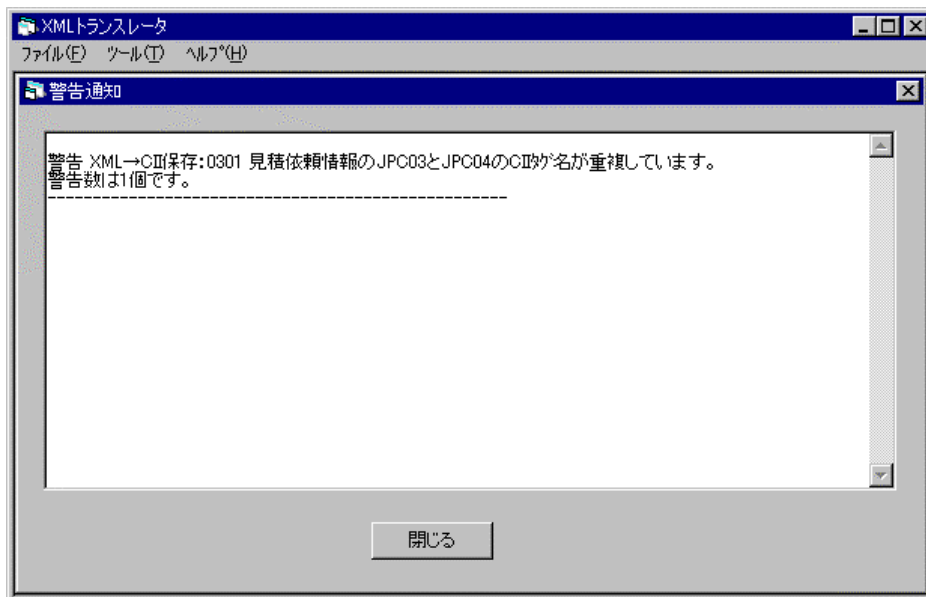 XMLトランスレータ
ファイル(F) ツール(T) ヘルプ(H)
警告通知
警告 XML→CII保存:0301 見積依頼情報のJPC03とJPC04のCIIタグ名が重複しています。
警告数は1個です。
---------------------------------------------------
閉じる